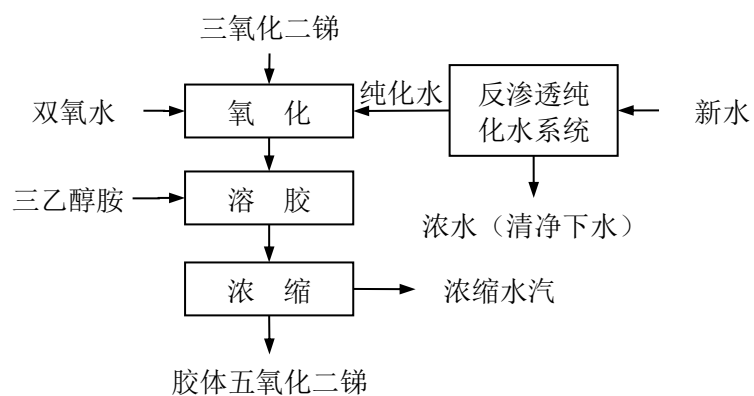 三氧化二锑
双氧水
氧 化
纯化水
反渗透纯
化水系统
新水
三乙醇胺
溶 胶
浓水（清净下水）
浓 缩
浓缩水汽
胶体五氧化二锑